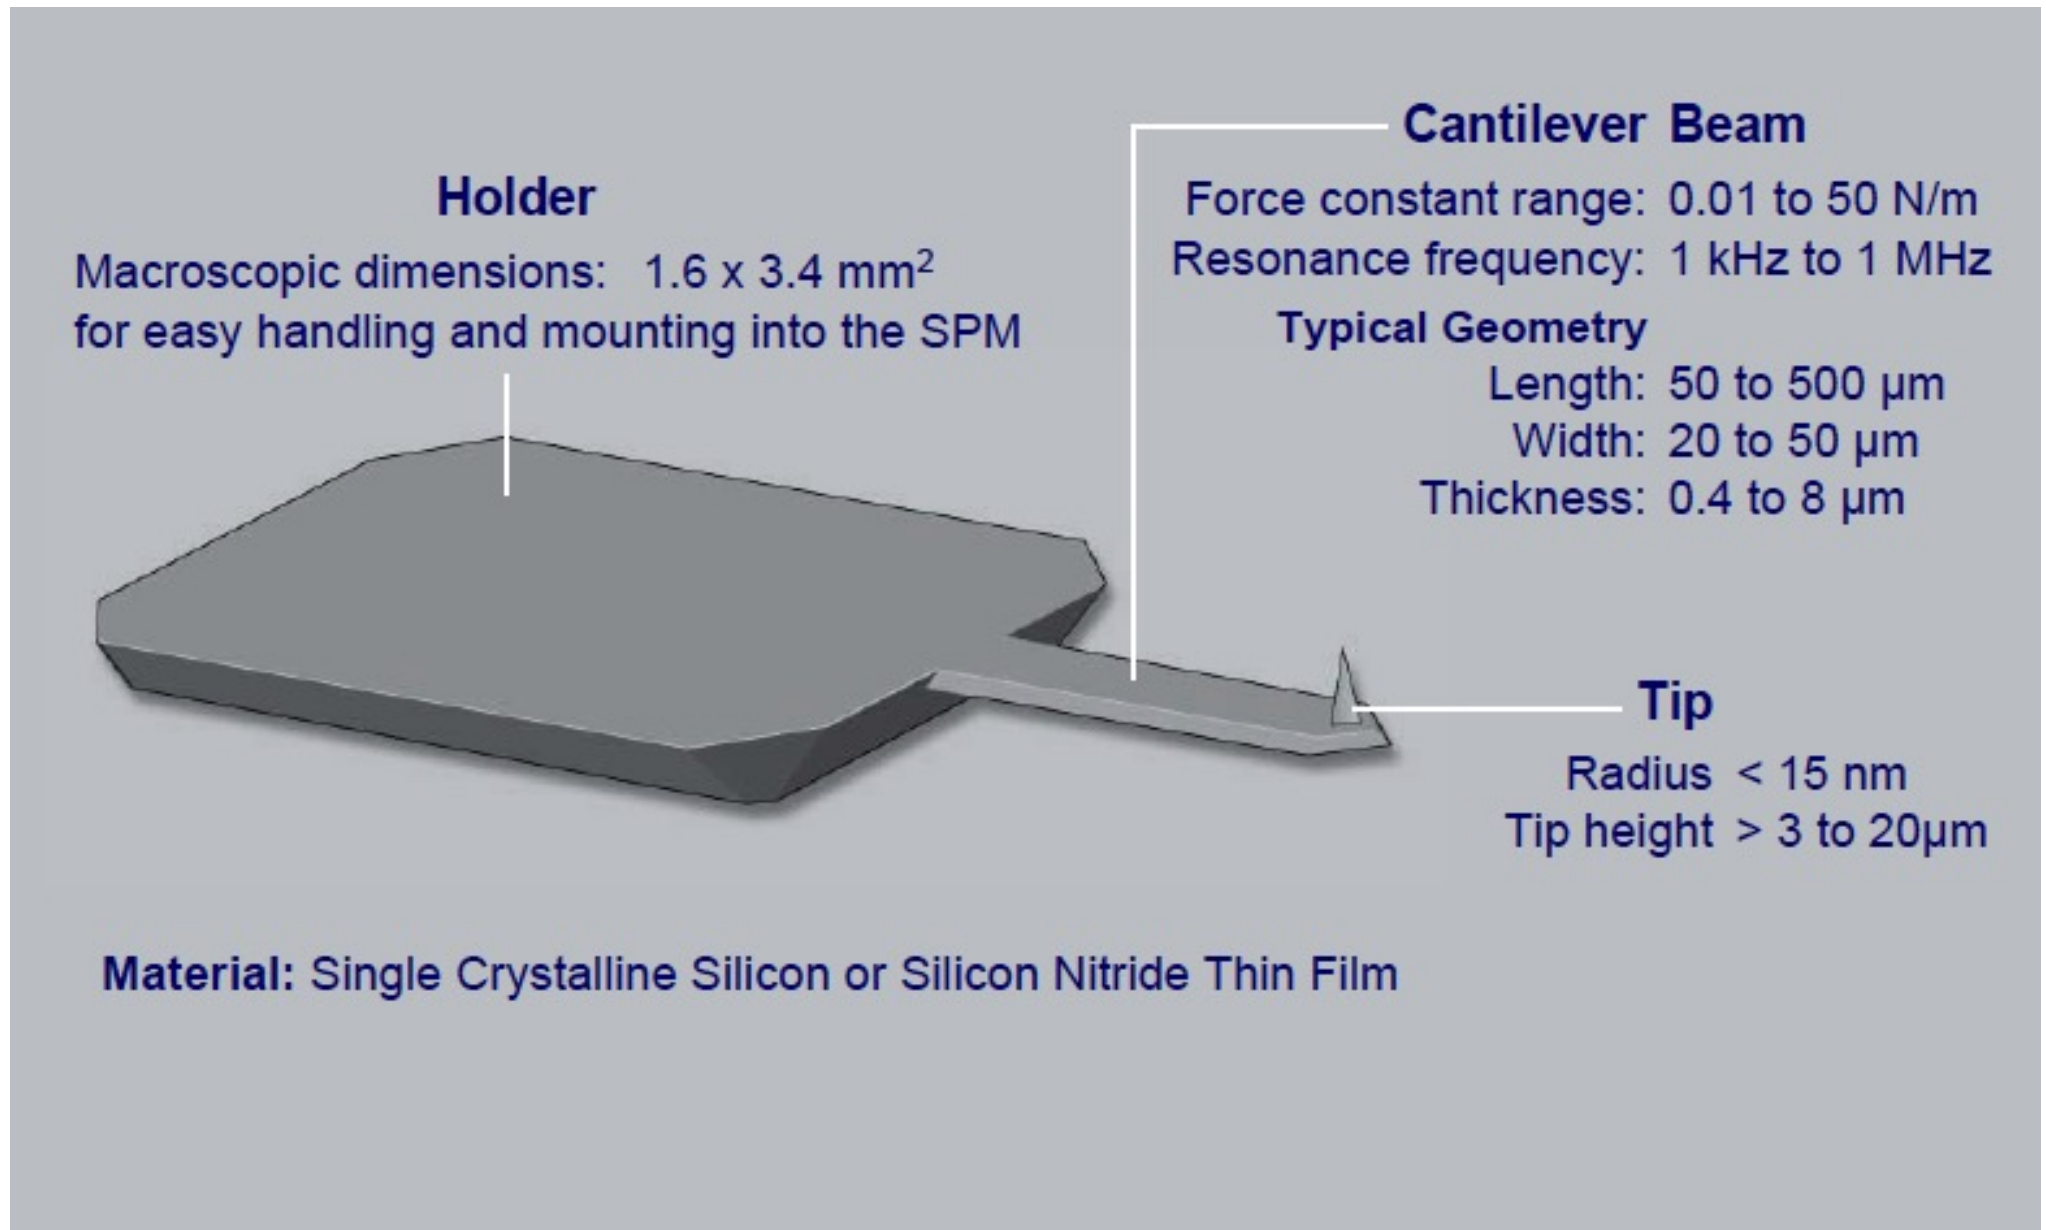 Holder
Macroscopic dimensions: 1.6 x 3.4 mm²
for easy handling and mounting into the SPM
Cantilever Beam
Force constant range: 0.01 to 50 N/m
Resonance frequency: 1 kHz to 1 MHz
Typical Geometry
Length: 50 to 500 µm
Width: 20 to 50 µm
Thickness: 0.4 to 8 µm
Tip
Radius < 15 nm
Tip height > 3 to 20µm
Material: Single Crystalline Silicon or Silicon Nitride Thin Film